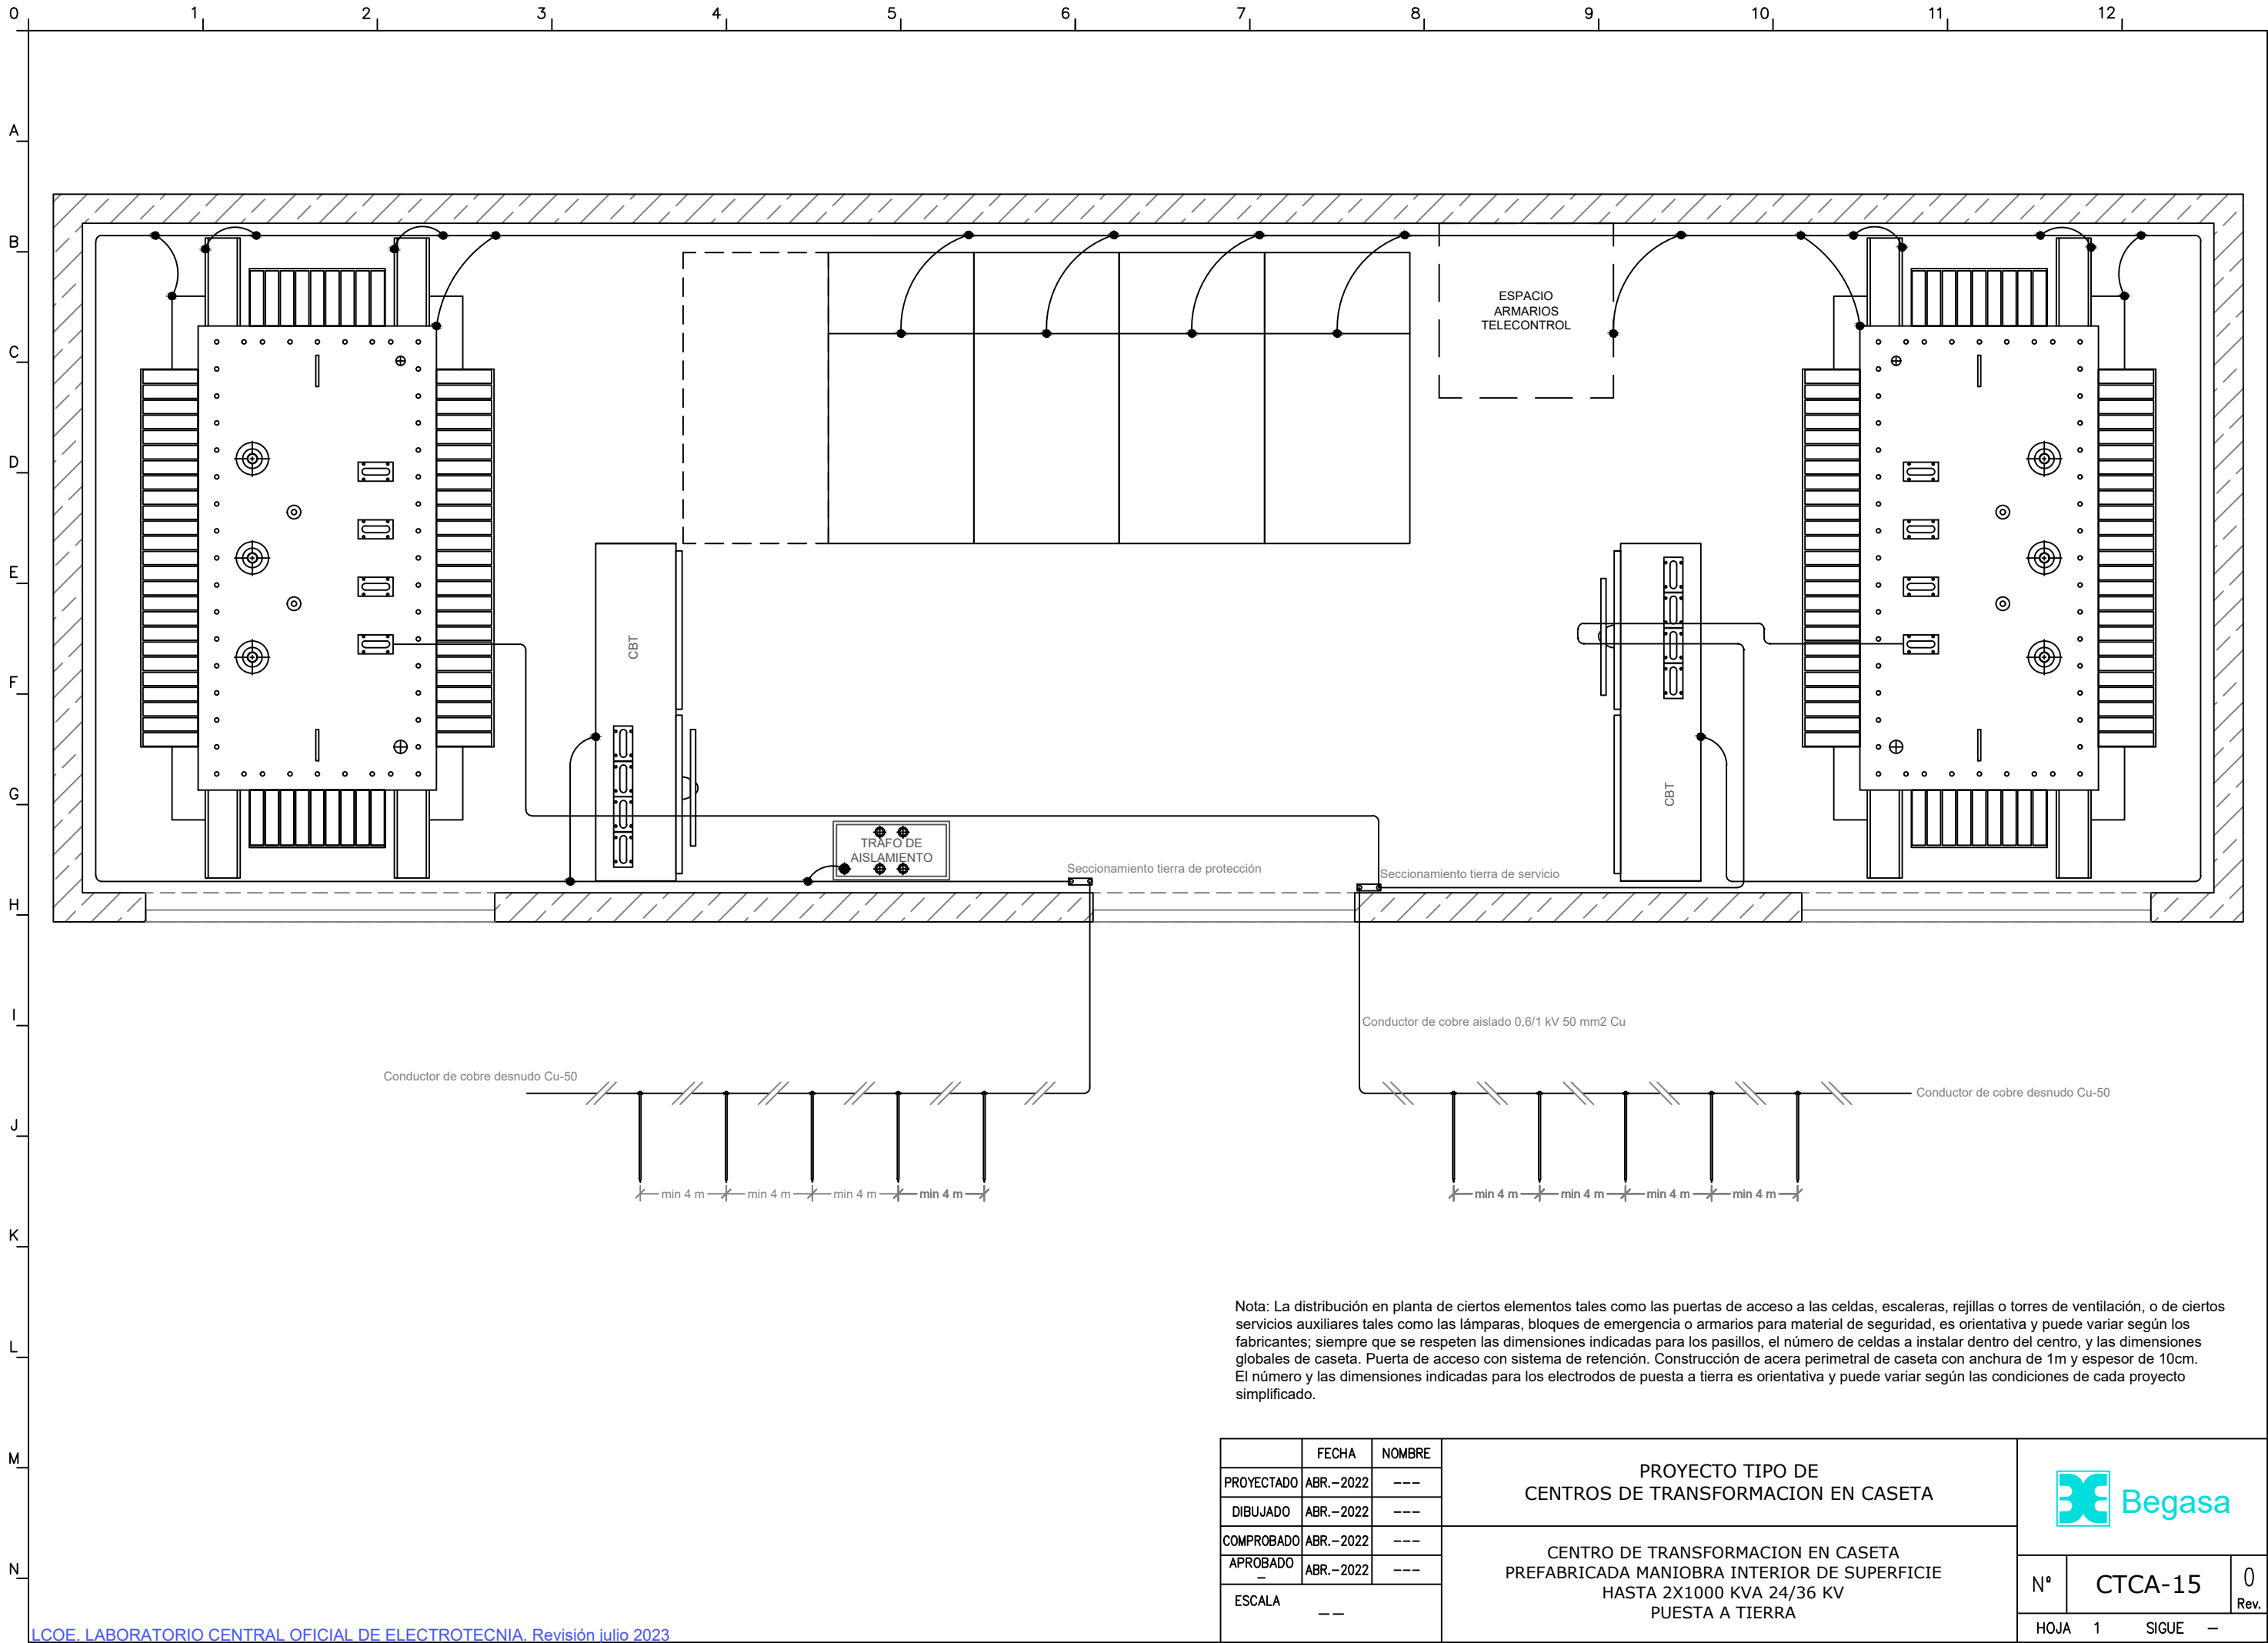 0 1 2 3 4 5 6 7 8 9 10 11 12
A
B
C
D
E
F
G
H
I
J
K
L
M
N
ESPACIO
ARMARIOS
TELECONTROL
CBT
CBT
TRAFO DE
AISLAMIENTO
Seccionamiento tierra de protección
Seccionamiento tierra de servicio
Conductor de cobre aislado 0,6/1 kV 50 mm2 Cu
Conductor de cobre desnudo Cu-50
Conductor de cobre desnudo Cu-50
min 4 m min 4 m min 4 m min 4 m
min 4 m min 4 m min 4 m min 4 m
Nota: La distribución en planta de ciertos elementos tales como las puertas de acceso a las celdas, escaleras, rejillas o torres de ventilación, o de ciertos
servicios auxiliares tales como las lámparas, bloques de emergencia o armarios para material de seguridad, es orientativa y puede variar según los
fabricantes; siempre que se respeten las dimensiones indicadas para los pasillos, el número de celdas a instalar dentro del centro, y las dimensiones
globales de caseta. Puerta de acceso con sistema de retención. Construcción de acera perimetral de caseta con anchura de 1m y espesor de 10cm.
El número y las dimensiones indicadas para los electrodos de puesta a tierra es orientativa y puede variar según las condiciones de cada proyecto
simplificado.
FECHA NOMBRE
PROYECTADO ABR.-2022 ---
DIBUJADO ABR.-2022 ---
COMPROBADO ABR.-2022 ---
APROBADO - ABR.-2022 ---
ESCALA --
PROYECTO TIPO DE
CENTROS DE TRANSFORMACION EN CASETA
CENTRO DE TRANSFORMACION EN CASETA
PREFABRICADA MANIOBRA INTERIOR DE SUPERFICIE
HASTA 2X1000 KVA 24/36 KV
PUESTA A TIERRA
Begasa
Nº CTCA-15 0 Rev.
HOJA 1 SIGUE -
LCOE. LABORATORIO CENTRAL OFICIAL DE ELECTROTECNIA. Revisión julio 2023